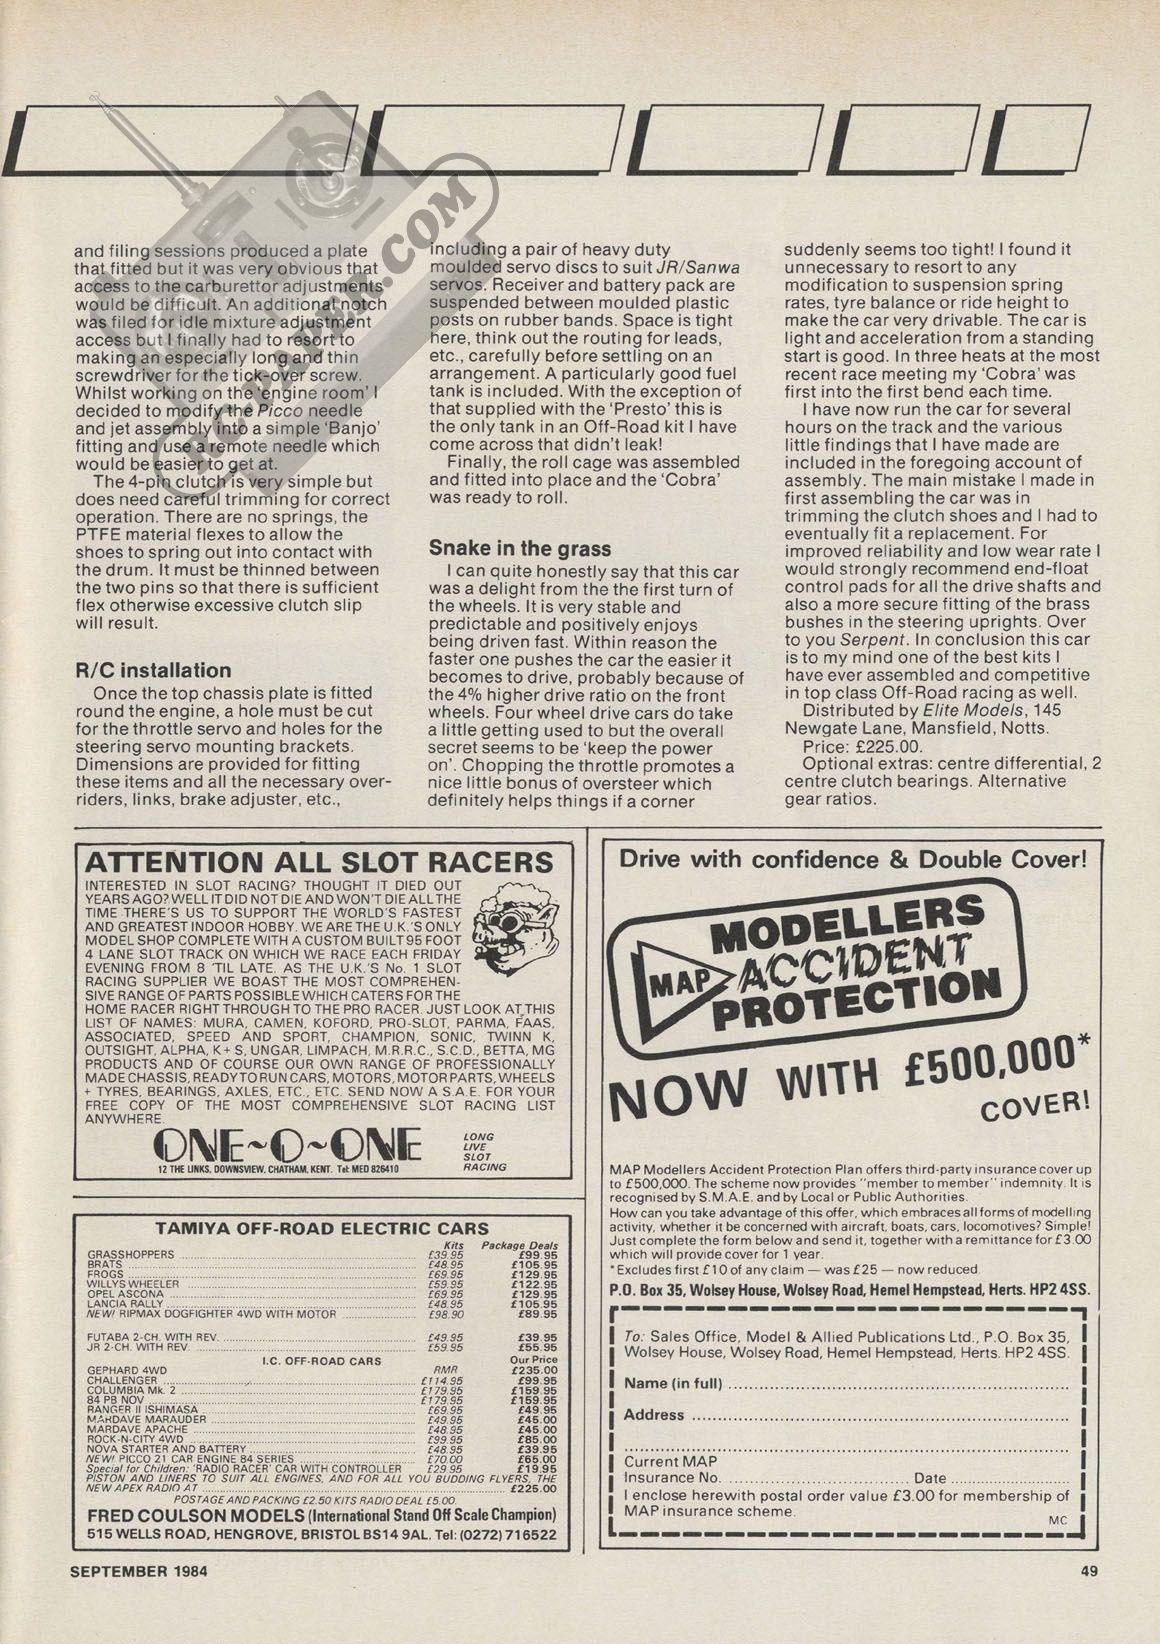 and filing sessions produced a plate
that fitted but it was very obvious that
access to the carburettor adjustments
would be difficult. An additional notch
was filed for idle mixture adjustment
access but I finally had to resort to
making an especially long and thin
screwdriver for the tick-over screw.
Whilst working on the 'engine room' I
decided to modify the Picco needle
and jet assembly into a simple 'Banjo'
fitting and use a remote needle which
would be easier to get at.
The 4-pin clutch is very simple but
does need careful trimming for correct
operation. There are no springs, the
PTFE material flexes to allow the
shoes to spring out into contact with
the drum. It must be thinned between
the two pins so that there is sufficient
flex otherwise excessive clutch slip
will result.
R/C installation
Once the top chassis plate is fitted
round the engine, a hole must be cut
for the throttle servo and holes for the
steering servo mounting brackets.
Dimensions are provided for fitting
these items and all the necessary over-
riders, links, brake adjuster, etc.,
including a pair of heavy duty
moulded servo discs to suit JR/Sanwa
servos. Receiver and battery pack are
suspended between moulded plastic
posts on rubber bands. Space is tight
here, think out the routing for leads,
etc., carefully before settling on an
arrangement. A particularly good fuel
tank is included. With the exception of
that supplied with the 'Presto' this is
the only tank in an Off-Road kit I have
come across that didn't leak!
Finally, the roll cage was assembled
and fitted into place and the 'Cobra'
was ready to roll.
Snake in the grass
I can quite honestly say that this car
was a delight from the the first turn of
the wheels. It is very stable and
predictable and positively enjoys
being driven fast. Within reason the
faster one pushes the car the easier it
becomes to drive, probably because of
the 4% higher drive ratio on the front
wheels. Four wheel drive cars do take
a little getting used to but the overall
secret seems to be 'keep the power
on'. Chopping the throttle promotes a
nice little bonus of oversteer which
definitely helps things if a corner
suddenly seems too tight! I found it
unnecessary to resort to any
modification to suspension spring
rates, tyre balance or ride height to
make the car very drivable. The car is
light and acceleration from a standing
start is good. In three heats at the most
recent race meeting my 'Cobra' was
first into the first bend each time.
I have now run the car for several
hours on the track and the various
little findings that I have made are
included in the foregoing account of
assembly. The main mistake I made in
first assembling the car was in
trimming the clutch shoes and I had to
eventually fit a replacement. For
improved reliability and low wear rate I
would strongly recommend end-float
control pads for all the drive shafts and
also a more secure fitting of the brass
bushes in the steering uprights. Over
to you Serpent. In conclusion this car
is to my mind one of the best kits I
have ever assembled and competitive
in top class Off-Road racing as well.
Distributed by Elite Models, 145
Newgate Lane, Mansfield, Notts.
Price: £225.00.
Optional extras: centre differential, 2
centre clutch bearings. Alternative
gear ratios.
RC-PAPER.COM
ATTENTION ALL SLOT RACERS
INTERESTED IN SLOT RACING? THOUGHT IT DIED OUT
YEARS AGO? WELL IT DID NOT DIE AND WON'T DIE ALL THE
TIME THERE'S US TO SUPPORT THE WORLD'S FASTEST
AND GREATEST INDOOR HOBBY. WE ARE THE U.K.'S ONLY
MODEL SHOP COMPLETE WITH A CUSTOM BUILT 95 FOOT
4 LANE SLOT TRACK ON WHICH WE RACE EACH FRIDAY
EVENING FROM 8 'TIL LATE. AS THE U.K.'S No. 1 SLOT
RACING SUPPLIER WE BOAST THE MOST COMPREHEN-
SIVE RANGE OF PARTS POSSIBLE WHICH CATERS FOR THE
HOME RACER RIGHT THROUGH TO THE PRO RACER. JUST LOOK AT THIS
LIST OF NAMES: MURA, CAMEN, KOFORD, PRO-SLOT, PARMA, FAAS,
ASSOCIATED, SPEED AND SPORT, CHAMPION, SONIC, TWINN K,
OUTSIGHT, ALPHA, K + S, UNGAR, LIMPACH, M.R.R.C., S.C.D., BETTA, MG
PRODUCTS AND OF COURSE OUR OWN RANGE OF PROFESSIONALLY
MADE CHASSIS, READY TO RUN CARS, MOTORS, MOTOR PARTS, WHEELS
+ TYRES, BEARINGS, AXLES, ETC., ETC. SEND NOW A S.A.E. FOR YOUR
FREE COPY OF THE MOST COMPREHENSIVE SLOT RACING LIST
ANYWHERE.
ONE~O~ONE
LONG
LIVE
SLOT
RACING
12 THE LINKS, DOWNSVIEW, CHATHAM, KENT. Tel: MED 826410
TAMIYA OFF-ROAD ELECTRIC CARS
Kits Package Deals
GRASSHOPPERS £39.95 £99.95
BRATS £48.95 £105.95
FROGS £69.95 £129.95
WILLYS WHEELER £59.95 £122.95
OPEL ASCONA £69.95 £129.95
LANCIA RALLY £48.95 £105.95
NEW! RIPMAX DOGFIGHTER 4WD WITH MOTOR £98.90 £89.95
FUTABA 2-CH. WITH REV. £49.95 £39.95
JR 2-CH. WITH REV. £59.95 £55.95
I.C. OFF-ROAD CARS Our Price
GEPHARD 4WD RMR £235.00
CHALLENGER £114.95 £99.95
COLUMBIA Mk. 2 £179.95 £159.95
84 PB NOV £179.95 £159.95
RANGER II ISHIMASA £69.95 £49.95
MARDAVE MARAUDER £49.95 £45.00
MARDAVE APACHE £48.95 £45.00
ROCK-N-CITY 4WD £99.95 £85.00
NOVA STARTER AND BATTERY £48.95 £39.95
NEW! PICCO 21 CAR ENGINE 84 SERIES £70.00 £65.00
Special for Children: 'RADIO RACER' CAR WITH CONTROLLER £29.95 £19.95
PISTON AND LINERS TO SUIT ALL ENGINES, AND FOR ALL YOU BUDDING FLYERS, THE
NEW APEX RADIO AT £225.00
POSTAGE AND PACKING £2.50 KITS RADIO DEAL £5.00.
FRED COULSON MODELS (International Stand Off Scale Champion)
515 WELLS ROAD, HENGROVE, BRISTOL BS14 9AL. Tel: (0272) 716522
Drive with confidence & Double Cover!
MAP
MODELLERS
ACCIDENT
PROTECTION
NOW WITH £500,000*
COVER!
MAP Modellers Accident Protection Plan offers third-party insurance cover up
to £500,000. The scheme now provides "member to member" indemnity. It is
recognised by S.M.A.E. and by Local or Public Authorities.
How can you take advantage of this offer, which embraces all forms of modelling
activity, whether it be concerned with aircraft, boats, cars, locomotives? Simple!
Just complete the form below and send it, together with a remittance for £3.00
which will provide cover for 1 year.
*Excludes first £10 of any claim — was £25 — now reduced.
P.O. Box 35, Wolsey House, Wolsey Road, Hemel Hempstead, Herts. HP2 4SS.
To: Sales Office, Model & Allied Publications Ltd., P.O. Box 35,
Wolsey House, Wolsey Road, Hemel Hempstead, Herts. HP2 4SS.
Name (in full)
Address
Current MAP
Insurance No. Date
I enclose herewith postal order value £3.00 for membership of
MAP insurance scheme.
MC
SEPTEMBER 1984
49